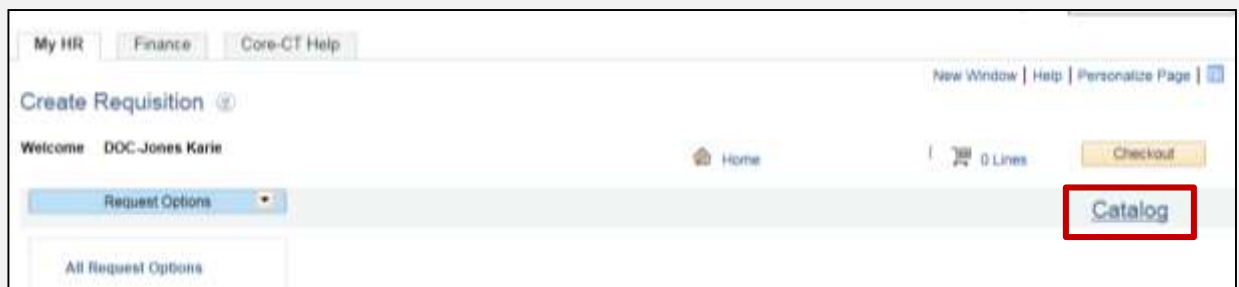 My HR Finance Core-CT Help
New Window | Help | Personalize Page |
Create Requisition
Welcome DOC-Jones Karie
Home 0 Lines Checkout
Request Options Catalog
All Request Options